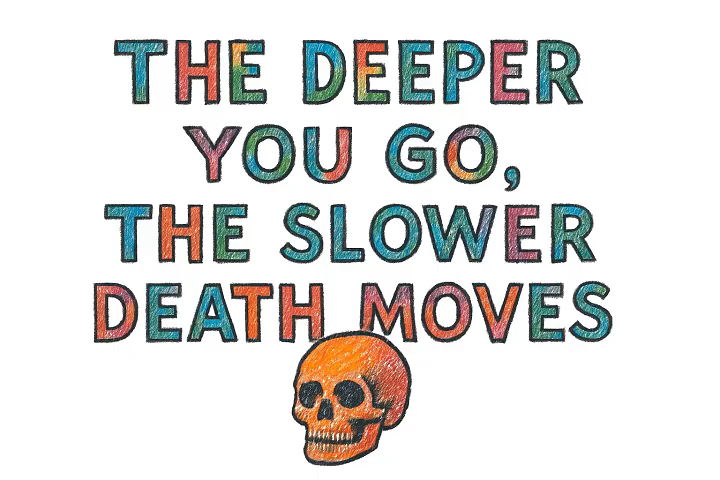 THE DEEPER
YOU GO,
THE SLOWER
DEATH MOVES